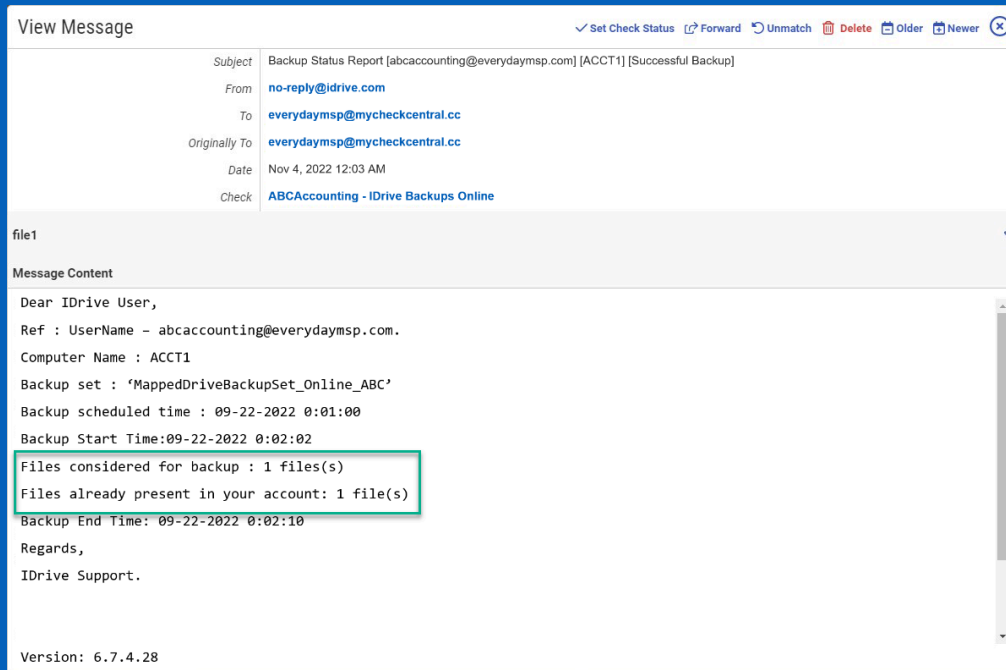 View Message
Set Check Status Forward Unmatch Delete Older Newer
Subject Backup Status Report [abcaccounting@everydaymsp.com] [ACCT1] [Successful Backup]
From no-reply@idrive.com
To everydaymsp@mycheckcentral.cc
Originally To everydaymsp@mycheckcentral.cc
Date Nov 4, 2022 12:03 AM
Check ABCAccounting - IDrive Backups Online
file1
Message Content
Dear IDrive User,
Ref : UserName – abcaccounting@everydaymsp.com.
Computer Name : ACCT1
Backup set : ‘MappedDriveBackupSet_Online_ABC’
Backup scheduled time : 09-22-2022 0:01:00
Backup Start Time:09-22-2022 0:02:02
Files considered for backup : 1 files(s)
Files already present in your account: 1 file(s)
Backup End Time: 09-22-2022 0:02:10
Regards,
IDrive Support.
Version: 6.7.4.28